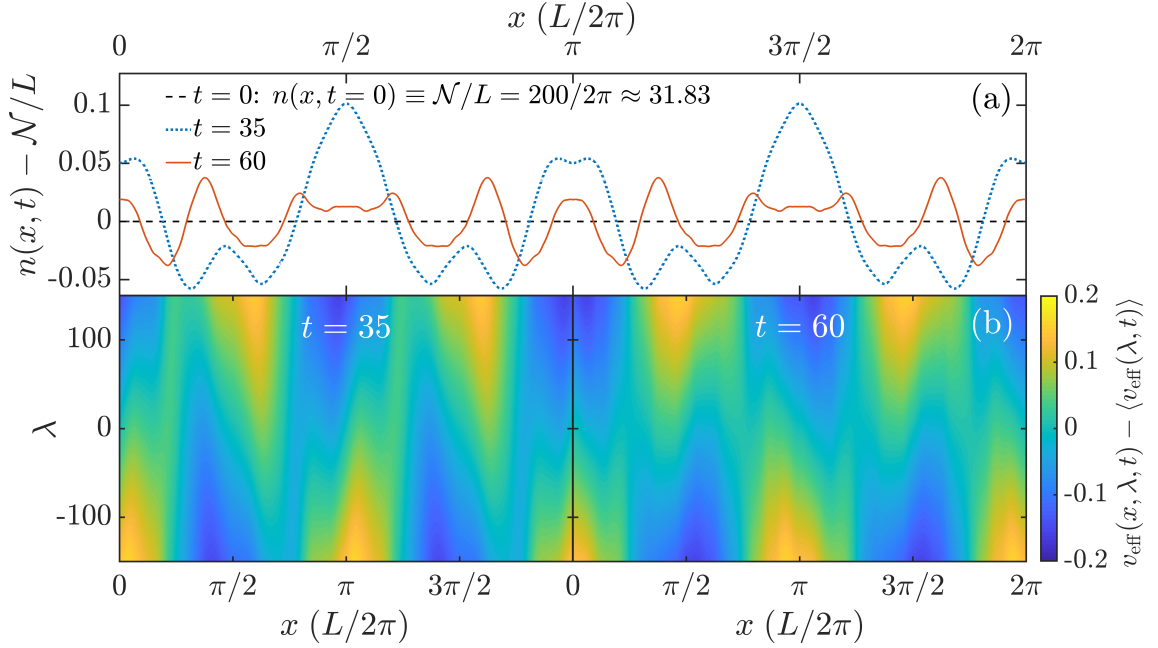 x (L/2π)
0 π/2 π 3π/2 2π
n(x, t) − 𝒩/L
0.1
0.05
0
-0.05
t = 0: n(x, t = 0) ≡ 𝒩/L = 200/2π ≈ 31.83
t = 35
t = 60
(a)
λ
100
0
-100
t = 35
t = 60
(b)
0 π/2 π 3π/2 0 π/2 π 3π/2 2π
x (L/2π) x (L/2π)
0.2
0.1
0
-0.1
-0.2
v_eff(x, λ, t) − ⟨v_eff(λ, t)⟩